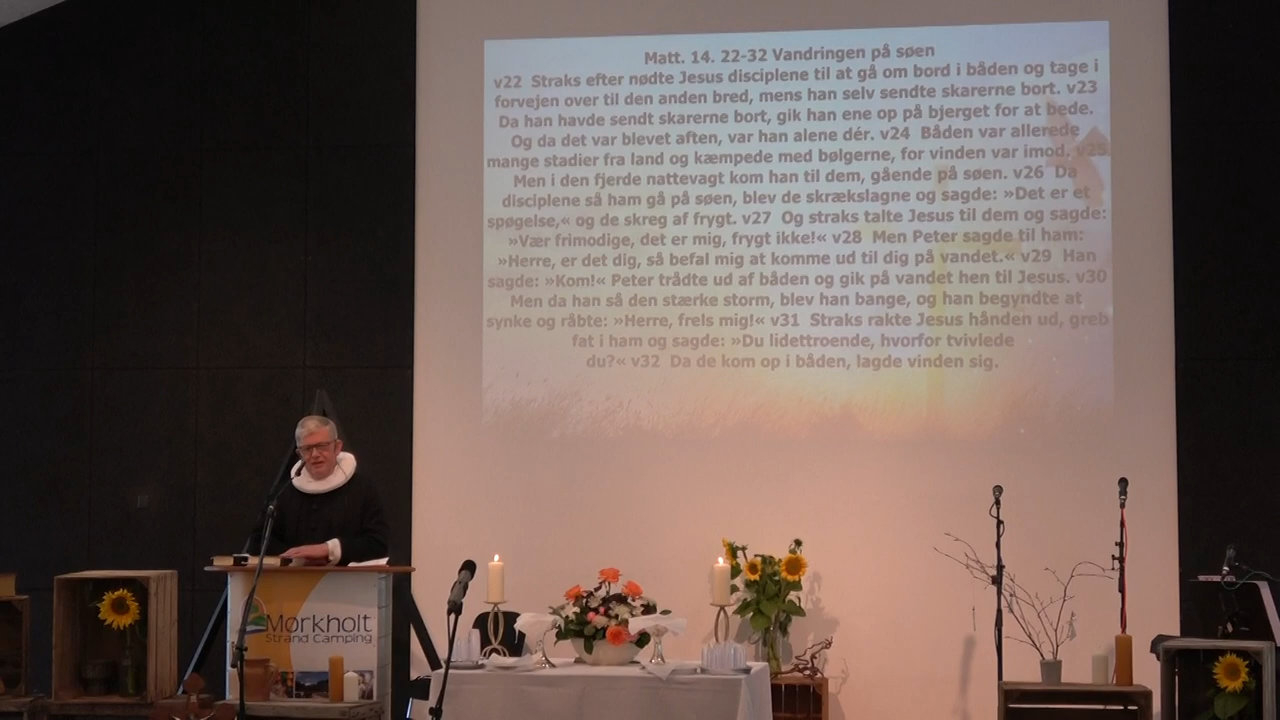 Matt. 14. 22-32 Vandringen på søen
v22 Straks efter nødte Jesus disciplene til at gå om bord i båden og tage i
forvejen over til den anden bred, mens han selv sendte skarerne bort. v23
Da han havde sendt skarerne bort, gik han ene op på bjerget for at bede.
Og da det var blevet aften, var han alene dér. v24 Båden var allerede
mange stadier fra land og kæmpede med bølgerne, for vinden var imod. v25
Men i den fjerde nattevagt kom han til dem, gående på søen. v26 Da
disciplene så ham gå på søen, blev de skrækslagne og sagde: »Det er et
spøgelse,« og de skreg af frygt. v27 Og straks talte Jesus til dem og sagde:
»Vær frimodige, det er mig, frygt ikke!« v28 Men Peter sagde til ham:
»Herre, er det dig, så befal mig at komme ud til dig på vandet.« v29 Han
sagde: »Kom!« Peter trådte ud af båden og gik på vandet hen til Jesus. v30
Men da han så den stærke storm, blev han bange, og han begyndte at
synke og råbte: »Herre, frels mig!« v31 Straks rakte Jesus hånden ud, greb
fat i ham og sagde: »Du lidettroende, hvorfor tvivlede
du?« v32 Da de kom op i båden, lagde vinden sig.
Mørkholt
Strand Camping